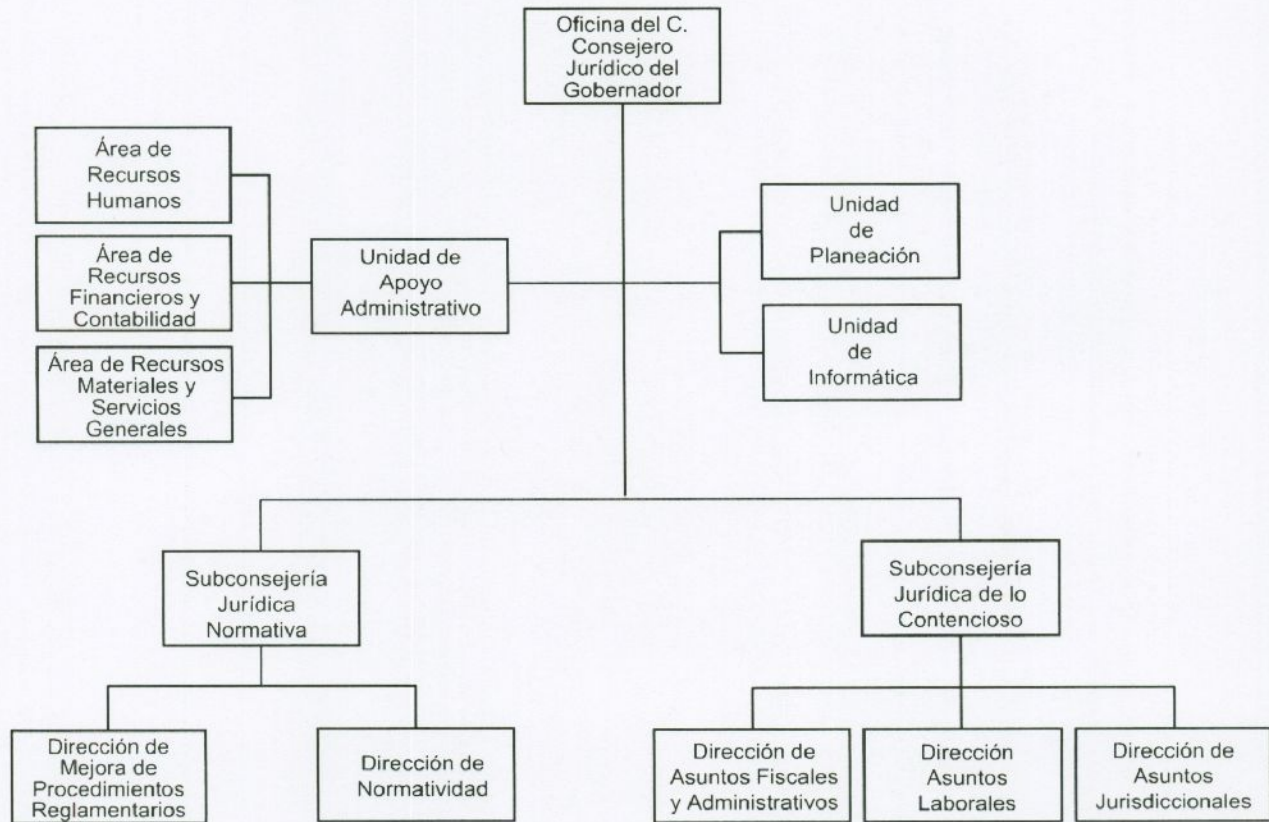 Oficina del C.
Consejero
Jurídico del
Gobernador
Área de
Recursos
Humanos
Área de
Recursos
Financieros y
Contabilidad
Área de Recursos
Materiales y
Servicios
Generales
Unidad de
Apoyo
Administrativo
Unidad
de
Planeación
Unidad
de
Informática
Subconsejería
Jurídica
Normativa
Subconsejería
Jurídica de lo
Contencioso
Dirección de
Mejora de
Procedimientos
Reglamentarios
Dirección de
Normatividad
Dirección de
Asuntos Fiscales
y Administrativos
Dirección
Asuntos
Laborales
Dirección de
Asuntos
Jurisdiccionales